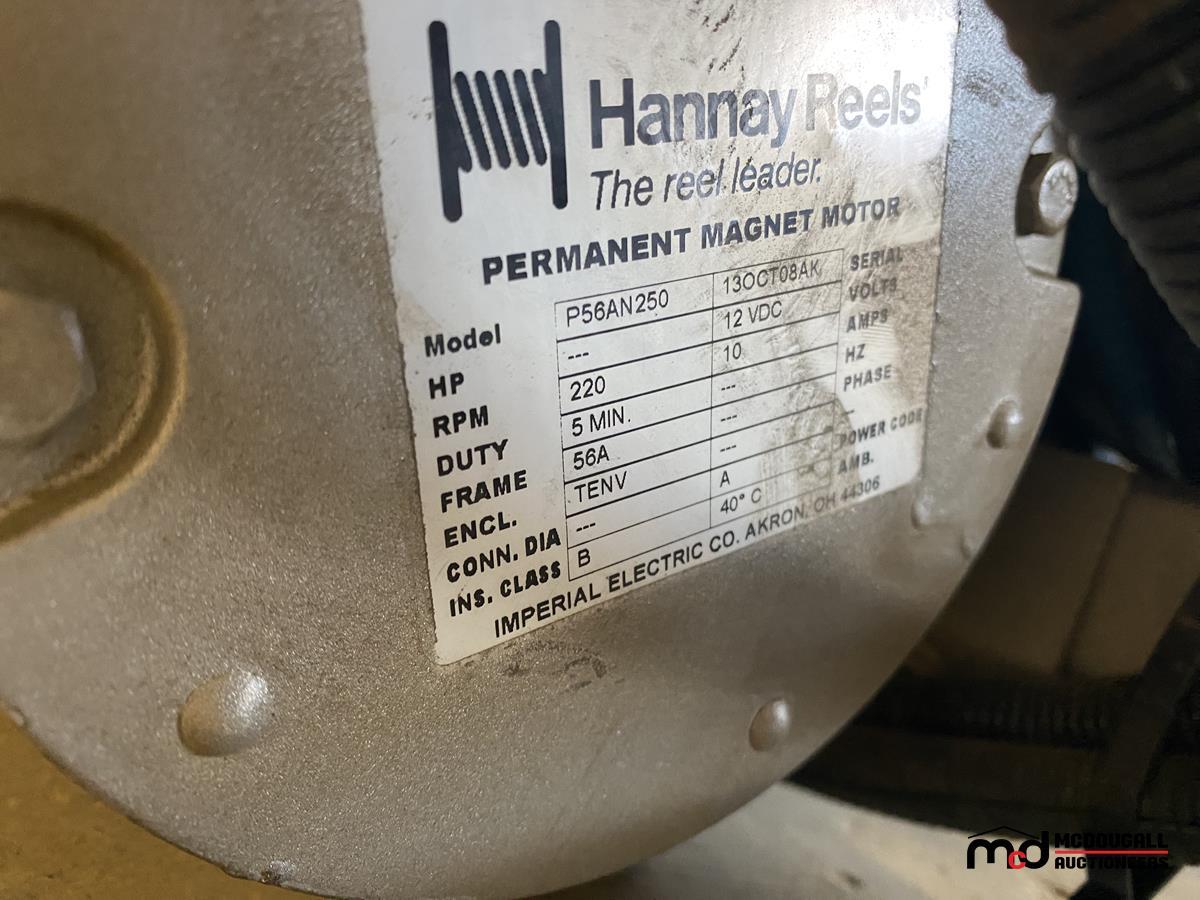 Hannay Reels'
The reel leader.
PERMANENT MAGNET MOTOR
Model P56AN250 13OCT08AK SERIAL
HP --- 12 VDC VOLTS
RPM 220 10 AMPS
DUTY 5 MIN. --- HZ
FRAME 56A --- PHASE
ENCL. TENV --- --
CONN. DIA --- A POWER CODE
INS. CLASS B 40° C AMB.
IMPERIAL ELECTRIC CO. AKRON, OH 44306
mcd MCDOUGALL
AUCTIONEERS